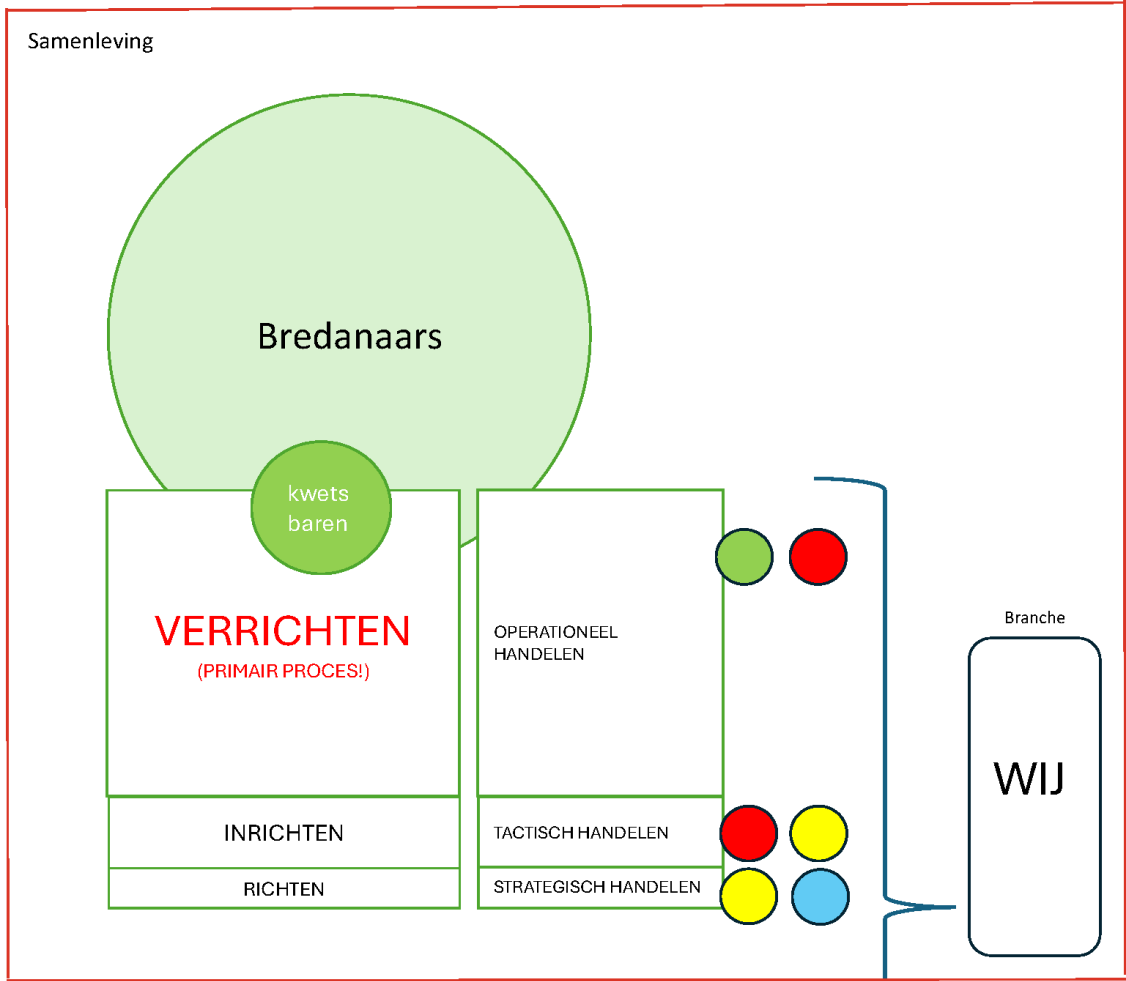 Samenleving
Bredanaars
kwets
baren
VERRICHTEN
(PRIMAIR PROCES!)
OPERATIONEEL
HANDELEN
Branche
WIJ
INRICHTEN
TACTISCH HANDELEN
RICHTEN
STRATEGISCH HANDELEN